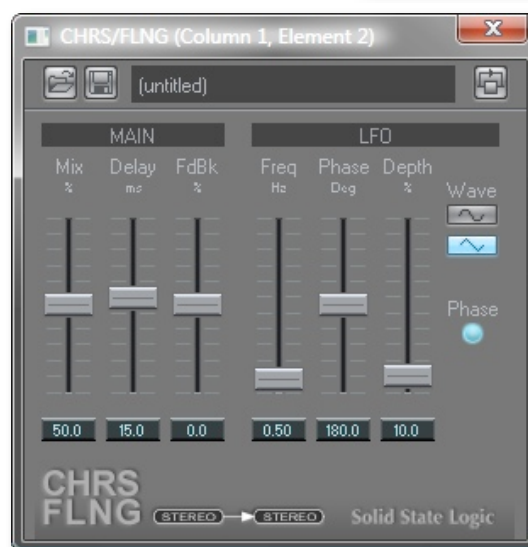 CHRS/FLNG (Column 1, Element 2)
x
(untitled)
MAIN LFO
Mix Delay FdBk Freq Phase Depth
% ms % Hz Deg %
Wave
Phase
50.0 15.0 0.0 0.50 180.0 10.0
CHRS
FLNG STEREO STEREO Solid State Logic